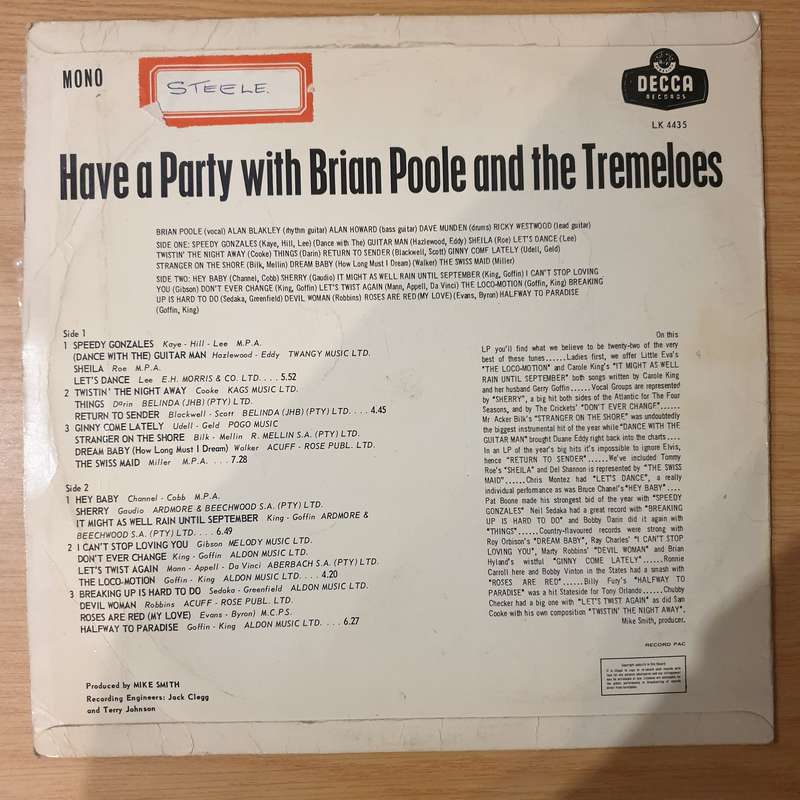 MONO
STEELE.
DECCA
RECORDS
LK 4435
Have a Party with Brian Poole and the Tremeloes
BRIAN POOLE (vocal) ALAN BLAKLEY (rhythm guitar) ALAN HOWARD (bass guitar) DAVE MUNDEN (drums) RICKY WESTWOOD (lead guitar)
SIDE ONE: SPEEDY GONZALES (Kaye, Hill, Lee) (Dance with The) GUITAR MAN (Hazlewood, Eddy) SHEILA (Roe) LET'S DANCE (Lee)
TWISTIN' THE NIGHT AWAY (Cooke) THINGS (Darin) RETURN TO SENDER (Blackwell, Scott) GINNY COME LATELY (Udell, Geld)
STRANGER ON THE SHORE (Bilk, Mellin) DREAM BABY (How Long Must I Dream) (Walker) THE SWISS MAID (Miller)
SIDE TWO: HEY BABY (Channel, Cobb) SHERRY (Gaudio) IT MIGHT AS WELL RAIN UNTIL SEPTEMBER (King, Goffin) I CAN'T STOP LOVING
YOU (Gibson) DON'T EVER CHANGE (King, Goffin) LET'S TWIST AGAIN (Mann, Appell, Da Vinci) THE LOCO-MOTION (King, Goffin) BREAKING
UP IS HARD TO DO (Sedaka, Greenfield) DEVIL WOMAN (Robbins) ROSES ARE RED (MY LOVE) (Evans, Byron) HALFWAY TO PARADISE
(Goffin, King)
Side 1
1 SPEEDY GONZALES Kaye - Hill - Lee M.P.A.
(DANCE WITH THE) GUITAR MAN Hazlewood - Eddy TWANGY MUSIC LTD.
SHEILA Roe M.P.A.
LET'S DANCE Lee E.H. MORRIS & CO. LTD. . . . 5.52
2 TWISTIN' THE NIGHT AWAY Cooke KAGS MUSIC LTD.
THINGS Darin BELINDA (JHB) (PTY) LTD.
RETURN TO SENDER Blackwell - Scott BELINDA (JHB) (PTY) LTD. . . . 4.45
3 GINNY COME LATELY Udell - Geld POGO MUSIC
STRANGER ON THE SHORE Bilk - Mellin R. MELLIN S.A. (PTY) LTD.
DREAM BABY (How Long Must I Dream) Walker ACUFF - ROSE PUBL. LTD.
THE SWISS MAID Miller M.P.A. . . . 7.28
Side 2
1 HEY BABY Channel - Cobb M.P.A.
SHERRY Gaudio ARDMORE & BEECHWOOD S.A. (PTY) LTD.
IT MIGHT AS WELL RAIN UNTIL SEPTEMBER King - Goffin ARDMORE &
BEECHWOOD S.A. (PTY) LTD. . . . 6.49
2 I CAN'T STOP LOVING YOU Gibson MELODY MUSIC LTD.
DON'T EVER CHANGE King - Goffin ALDON MUSIC LTD.
LET'S TWIST AGAIN Mann - Appell - Da Vinci ABERBACH S.A. (PTY) LTD.
THE LOCO-MOTION Goffin - King ALDON MUSIC LTD. . . . 4.20
3 BREAKING UP IS HARD TO DO Sedaka - Greenfield ALDON MUSIC LTD.
DEVIL WOMAN Robbins ACUFF - ROSE PUBL. LTD.
ROSES ARE RED (MY LOVE) Evans - Byron) M.C.P.S.
HALFWAY TO PARADISE Goffin - King ALDON MUSIC LTD. . . . 6.27
On this
LP you'll find what we believe to be twenty-two of the very
best of these tunes......Ladies first, we offer Little Eva's
"THE LOCO-MOTION" and Carole King's "IT MIGHT AS WELL
RAIN UNTIL SEPTEMBER" both songs written by Carole King
and her husband Gerry Goffin......Vocal Groups are represented
by "SHERRY", a big hit both sides of the Atlantic for The Four
Seasons, and by The Crickets' "DON'T EVER CHANGE"......
Mr Acker Bilk's "STRANGER ON THE SHORE" was undoubtedly
the biggest instrumental hit of the year while "DANCE WITH THE
GUITAR MAN" brought Duane Eddy right back into the charts....
In an LP of the year's big hits it's impossible to ignore Elvis,
hence "RETURN TO SENDER"......We've included Tommy
Roe's "SHEILA" and Del Shannon is represented by "THE SWISS
MAID"......Chris Montez had "LET'S DANCE", a really
individual performance as was Bruce Chanel's "HEY BABY"....
Pat Boone made his strongest bid of the year with "SPEEDY
GONZALES" Neil Sedaka had a great record with "BREAKING
UP IS HARD TO DO" and Bobby Darin did it again with
"THINGS"......Country-flavoured records were strong with
Roy Orbison's "DREAM BABY", Ray Charles' "I CAN'T STOP
LOVING YOU", Marty Robbins' "DEVIL WOMAN" and Brian
Hyland's wistful "GINNY COME LATELY"......Ronnie
Carroll here and Bobby Vinton in the States had a smash with
"ROSES ARE RED"......Billy Fury's "HALFWAY TO
PARADISE" was a hit Stateside for Tony Orlando......Chubby
Checker had a big one with "LET'S TWIST AGAIN" as did San
Cooke with his own composition "TWISTIN' THE NIGHT AWAY".
Mike Smith, producer.
RECORD PAC
Produced by MIKE SMITH
Recording Engineers: Jack Clegg
and Terry Johnson